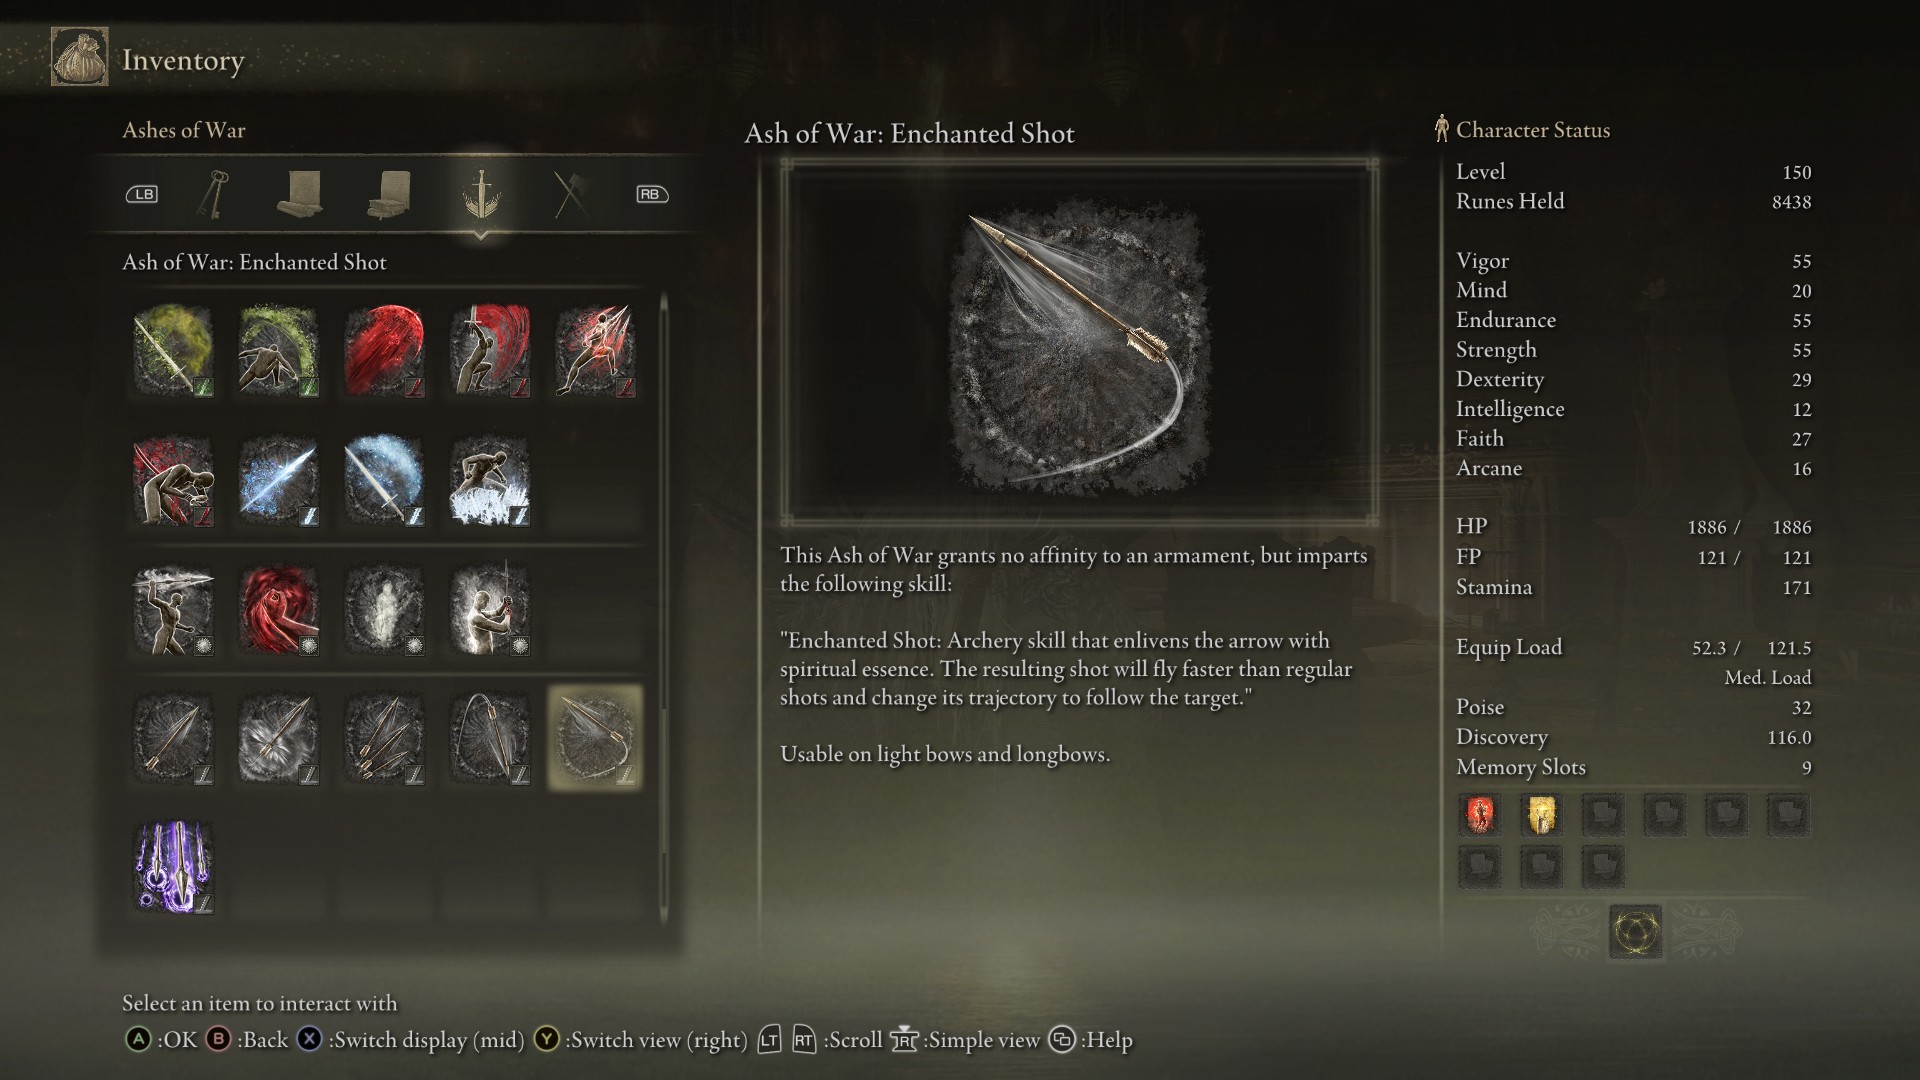 Inventory
Ashes of War
LB
RB
Ash of War: Enchanted Shot
Ash of War: Enchanted Shot
This Ash of War grants no affinity to an armament, but imparts
the following skill:
"Enchanted Shot: Archery skill that enlivens the arrow with
spiritual essence. The resulting shot will fly faster than regular
shots and change its trajectory to follow the target."
Usable on light bows and longbows.
Character Status
Level 150
Runes Held 8438
Vigor 55
Mind 20
Endurance 55
Strength 55
Dexterity 29
Intelligence 12
Faith 27
Arcane 16
HP 1886 / 1886
FP 121 / 121
Stamina 171
Equip Load 52.3 / 121.5
Med. Load
Poise 32
Discovery 116.0
Memory Slots 9
Select an item to interact with
A :OK B :Back X :Switch display (mid) Y :Switch view (right) LT RT :Scroll R :Simple view :Help